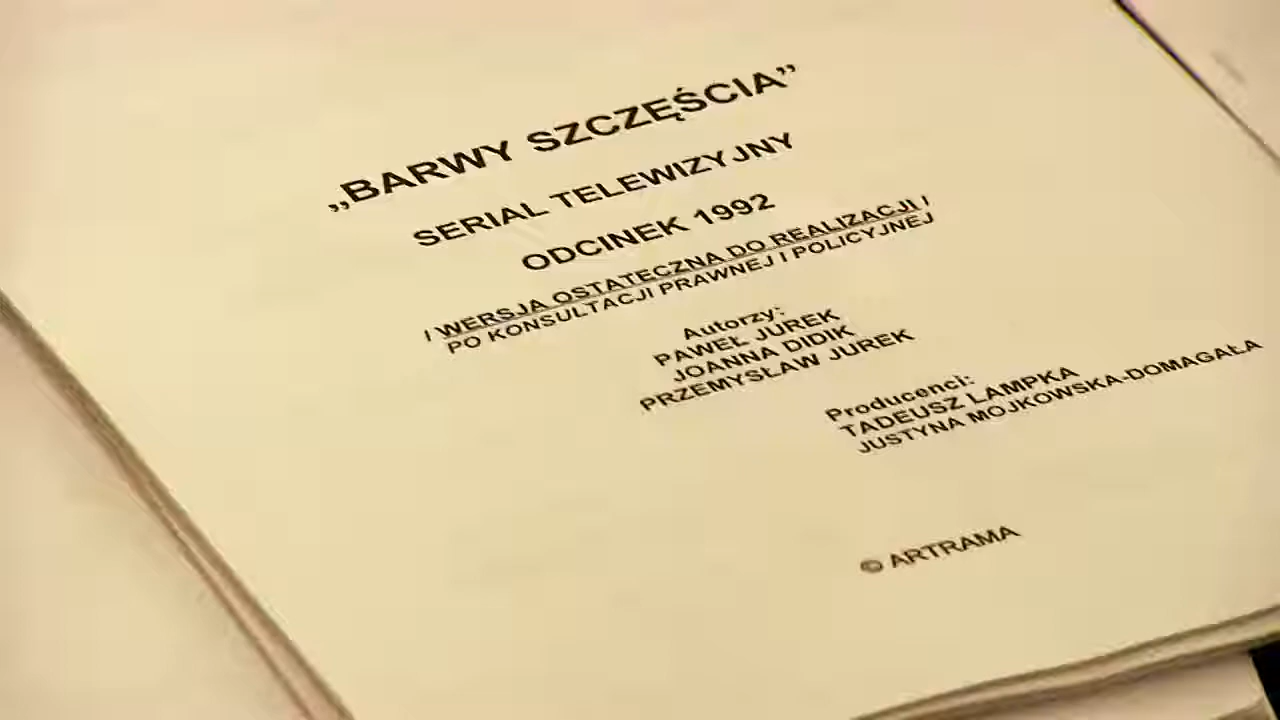 „BARWY SZCZĘŚCIA”
SERIAL TELEWIZYJNY
ODCINEK 1992
! WERSJA OSTATECZNA DO REALIZACJI !
PO KONSULTACJI PRAWNEJ I POLICYJNEJ
Autorzy:
PAWEŁ JUREK
JOANNA DIDIK
PRZEMYSŁAW JUREK
Producenci:
TADEUSZ LAMPKA
JUSTYNA MOJKOWSKA-DOMAGAŁA
© ARTRAMA